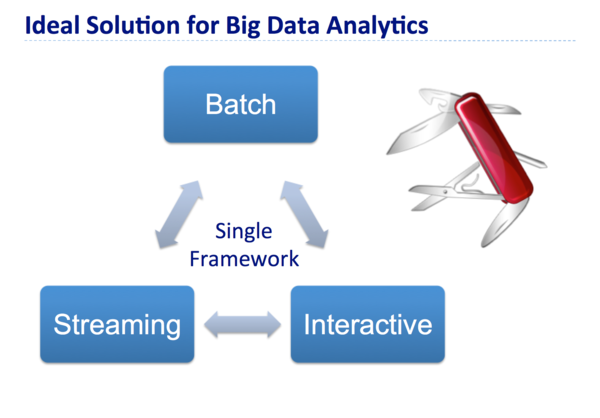 Ideal Solution for Big Data Analytics
Batch
Single
Framework
Streaming
Interactive